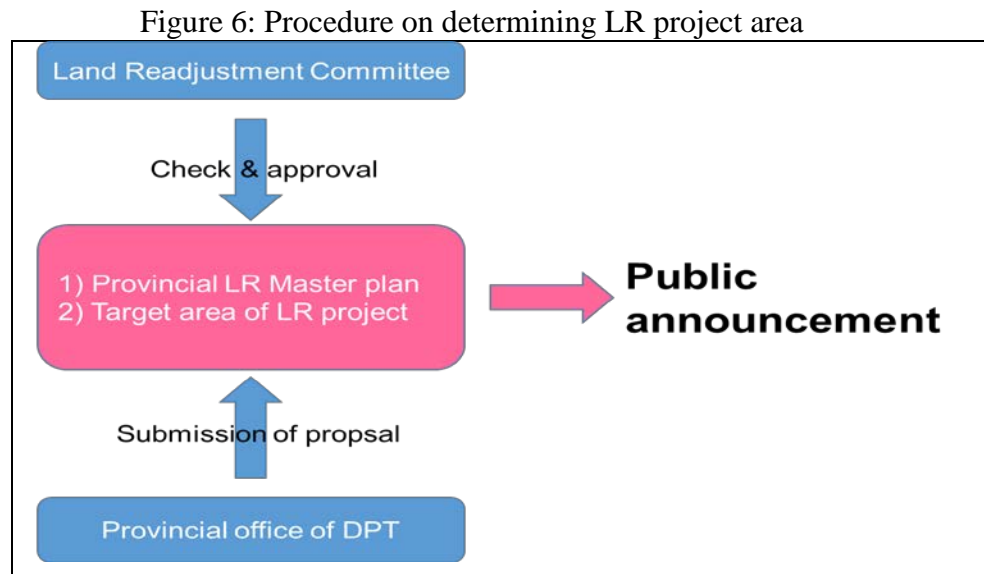 Figure 6: Procedure on determining LR project area
Land Readjustment Committee
Check & approval
1) Provincial LR Master plan
2) Target area of LR project
Public
announcement
Submission of propsal
Provincial office of DPT